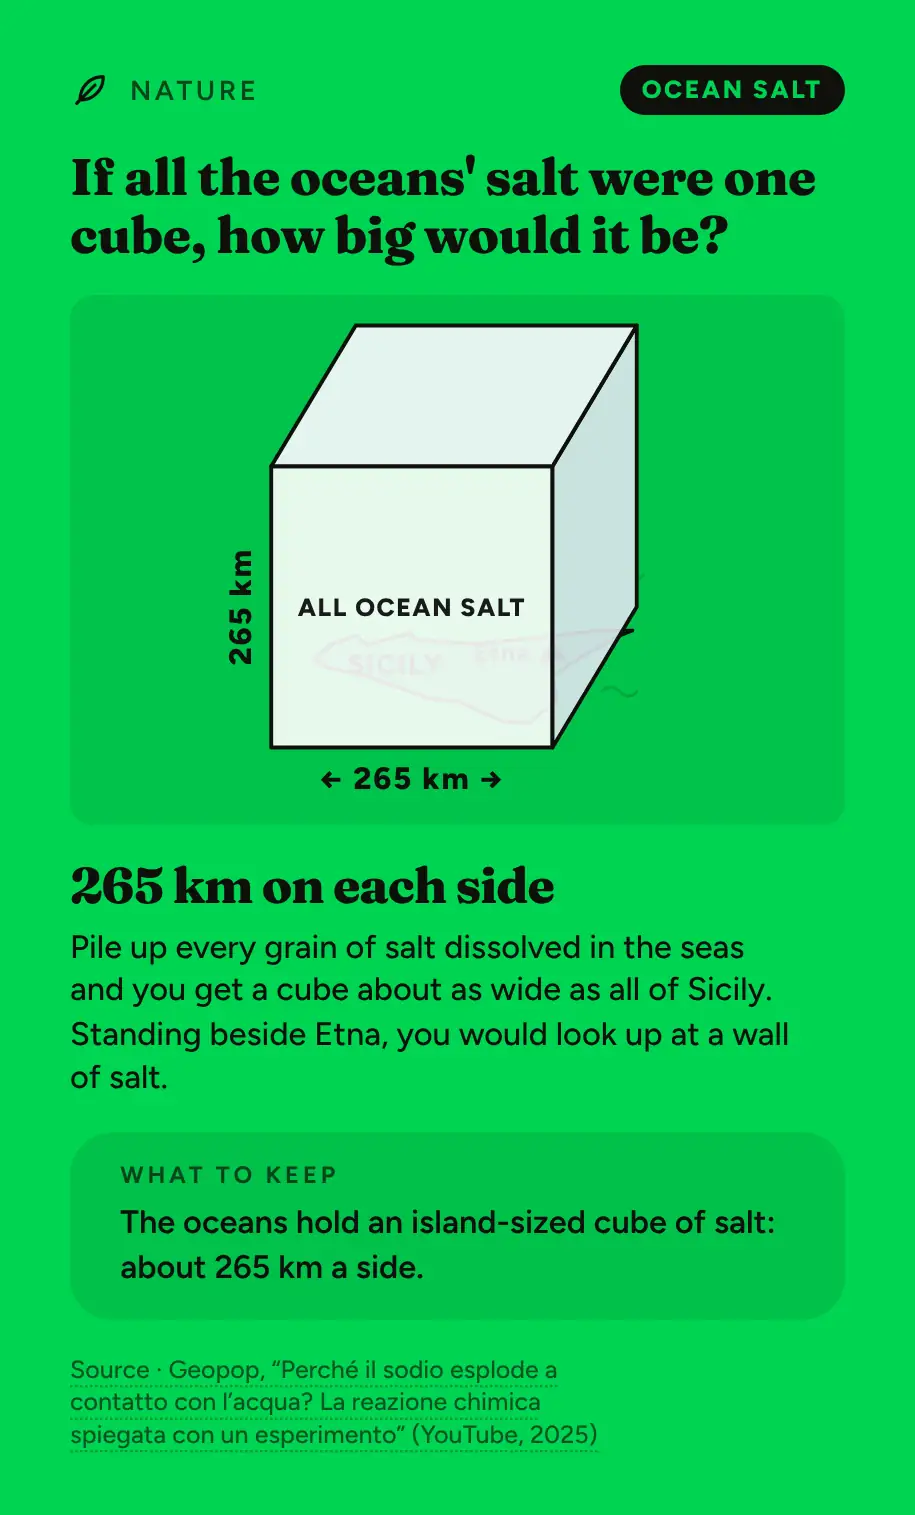 NATURE
OCEAN SALT
If all the oceans' salt were one
cube, how big would it be?
265 km
ALL OCEAN SALT
SICILY
Etna
← 265 km →
265 km on each side
Pile up every grain of salt dissolved in the seas
and you get a cube about as wide as all of Sicily.
Standing beside Etna, you would look up at a wall
of salt.
WHAT TO KEEP
The oceans hold an island-sized cube of salt:
about 265 km a side.
Source · Geopop, “Perché il sodio esplode a
contatto con l’acqua? La reazione chimica
spiegata con un esperimento” (YouTube, 2025)